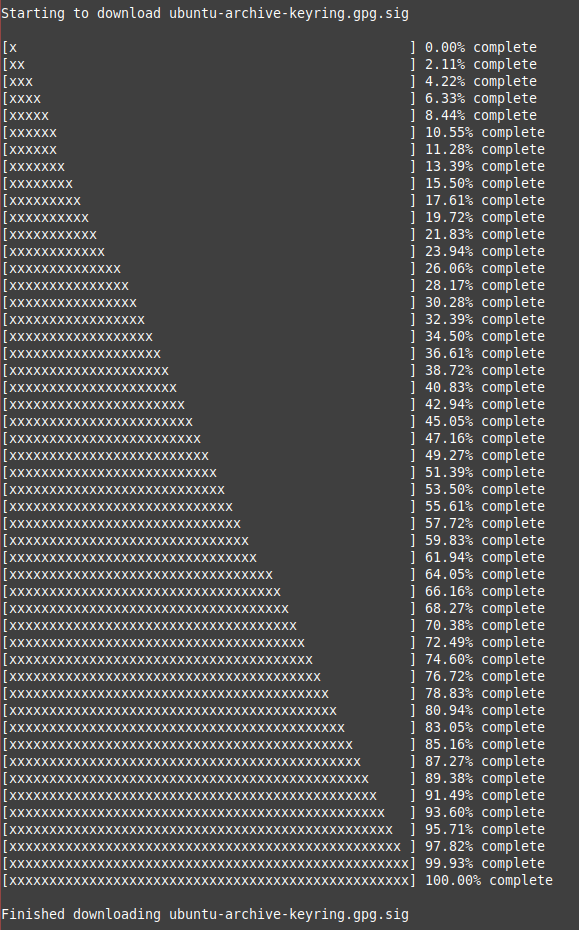 Starting to download ubuntu-archive-keyring.gpg.sig
[x                                                 ] 0.00% complete
[xx                                                ] 2.11% complete
[xxx                                               ] 4.22% complete
[xxxx                                              ] 6.33% complete
[xxxxx                                             ] 8.44% complete
[xxxxxx                                            ] 10.55% complete
[xxxxxx                                            ] 11.28% complete
[xxxxxxx                                           ] 13.39% complete
[xxxxxxxx                                          ] 15.50% complete
[xxxxxxxxx                                         ] 17.61% complete
[xxxxxxxxxx                                        ] 19.72% complete
[xxxxxxxxxxx                                       ] 21.83% complete
[xxxxxxxxxxxx                                      ] 23.94% complete
[xxxxxxxxxxxxxx                                    ] 26.06% complete
[xxxxxxxxxxxxxxx                                   ] 28.17% complete
[xxxxxxxxxxxxxxxx                                  ] 30.28% complete
[xxxxxxxxxxxxxxxxx                                 ] 32.39% complete
[xxxxxxxxxxxxxxxxxx                                ] 34.50% complete
[xxxxxxxxxxxxxxxxxxx                               ] 36.61% complete
[xxxxxxxxxxxxxxxxxxxx                              ] 38.72% complete
[xxxxxxxxxxxxxxxxxxxxx                             ] 40.83% complete
[xxxxxxxxxxxxxxxxxxxxxx                            ] 42.94% complete
[xxxxxxxxxxxxxxxxxxxxxxx                           ] 45.05% complete
[xxxxxxxxxxxxxxxxxxxxxxxx                          ] 47.16% complete
[xxxxxxxxxxxxxxxxxxxxxxxxx                         ] 49.27% complete
[xxxxxxxxxxxxxxxxxxxxxxxxxx                        ] 51.39% complete
[xxxxxxxxxxxxxxxxxxxxxxxxxxx                       ] 53.50% complete
[xxxxxxxxxxxxxxxxxxxxxxxxxxxx                      ] 55.61% complete
[xxxxxxxxxxxxxxxxxxxxxxxxxxxxx                     ] 57.72% complete
[xxxxxxxxxxxxxxxxxxxxxxxxxxxxxx                    ] 59.83% complete
[xxxxxxxxxxxxxxxxxxxxxxxxxxxxxxx                   ] 61.94% complete
[xxxxxxxxxxxxxxxxxxxxxxxxxxxxxxxxx                 ] 64.05% complete
[xxxxxxxxxxxxxxxxxxxxxxxxxxxxxxxxxx                ] 66.16% complete
[xxxxxxxxxxxxxxxxxxxxxxxxxxxxxxxxxxx               ] 68.27% complete
[xxxxxxxxxxxxxxxxxxxxxxxxxxxxxxxxxxxx              ] 70.38% complete
[xxxxxxxxxxxxxxxxxxxxxxxxxxxxxxxxxxxxx             ] 72.49% complete
[xxxxxxxxxxxxxxxxxxxxxxxxxxxxxxxxxxxxxx            ] 74.60% complete
[xxxxxxxxxxxxxxxxxxxxxxxxxxxxxxxxxxxxxxx           ] 76.72% complete
[xxxxxxxxxxxxxxxxxxxxxxxxxxxxxxxxxxxxxxxx          ] 78.83% complete
[xxxxxxxxxxxxxxxxxxxxxxxxxxxxxxxxxxxxxxxxx         ] 80.94% complete
[xxxxxxxxxxxxxxxxxxxxxxxxxxxxxxxxxxxxxxxxxx        ] 83.05% complete
[xxxxxxxxxxxxxxxxxxxxxxxxxxxxxxxxxxxxxxxxxxx       ] 85.16% complete
[xxxxxxxxxxxxxxxxxxxxxxxxxxxxxxxxxxxxxxxxxxxx      ] 87.27% complete
[xxxxxxxxxxxxxxxxxxxxxxxxxxxxxxxxxxxxxxxxxxxxx     ] 89.38% complete
[xxxxxxxxxxxxxxxxxxxxxxxxxxxxxxxxxxxxxxxxxxxxxx    ] 91.49% complete
[xxxxxxxxxxxxxxxxxxxxxxxxxxxxxxxxxxxxxxxxxxxxxxx   ] 93.60% complete
[xxxxxxxxxxxxxxxxxxxxxxxxxxxxxxxxxxxxxxxxxxxxxxxx  ] 95.71% complete
[xxxxxxxxxxxxxxxxxxxxxxxxxxxxxxxxxxxxxxxxxxxxxxxxx ] 97.82% complete
[xxxxxxxxxxxxxxxxxxxxxxxxxxxxxxxxxxxxxxxxxxxxxxxxxx] 99.93% complete
[xxxxxxxxxxxxxxxxxxxxxxxxxxxxxxxxxxxxxxxxxxxxxxxxxx] 100.00% complete
Finished downloading ubuntu-archive-keyring.gpg.sig